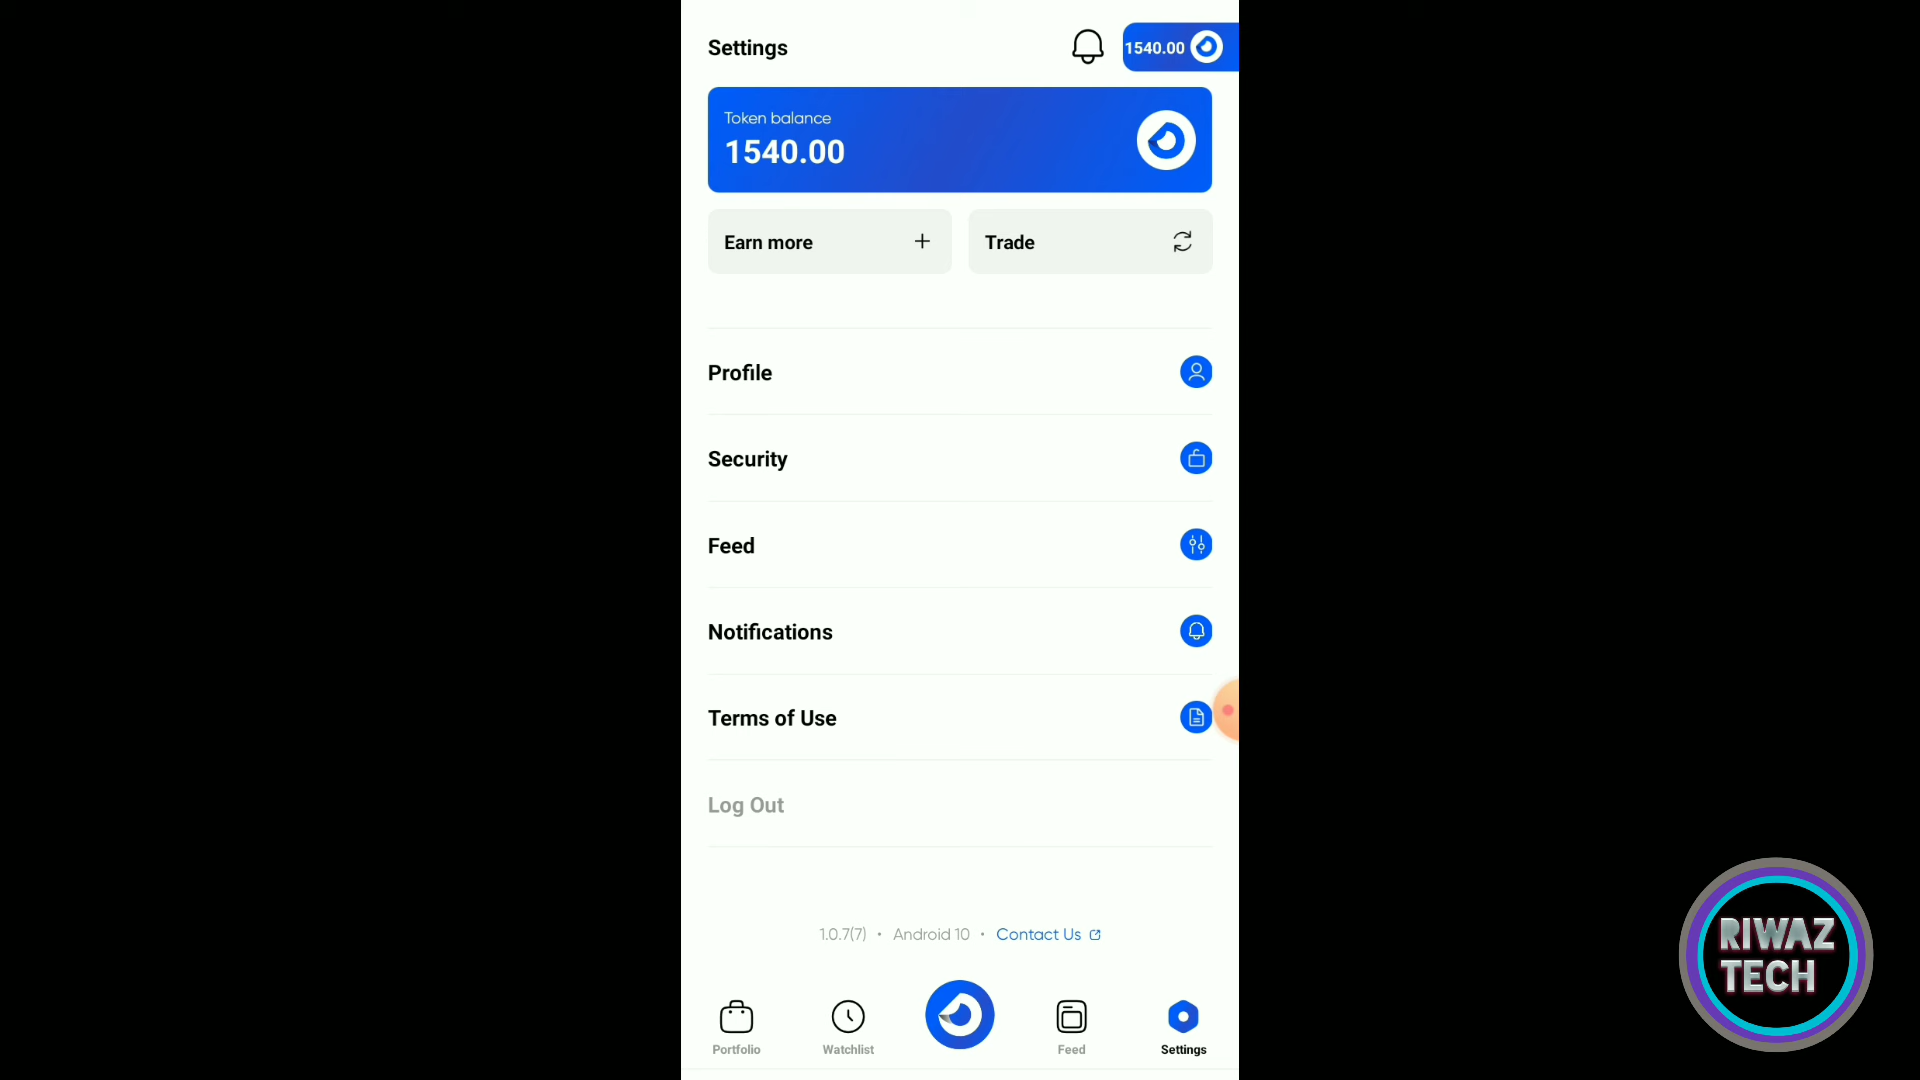 Settings
1540.00
Token balance
1540.00
Earn more
Trade
Profile
Security
Feed
Notifications
Terms of Use
Log Out
1.0.7(7) • Android 10 • Contact Us
Portfolio
Watchlist
Feed
Settings
RIWAZ
TECH